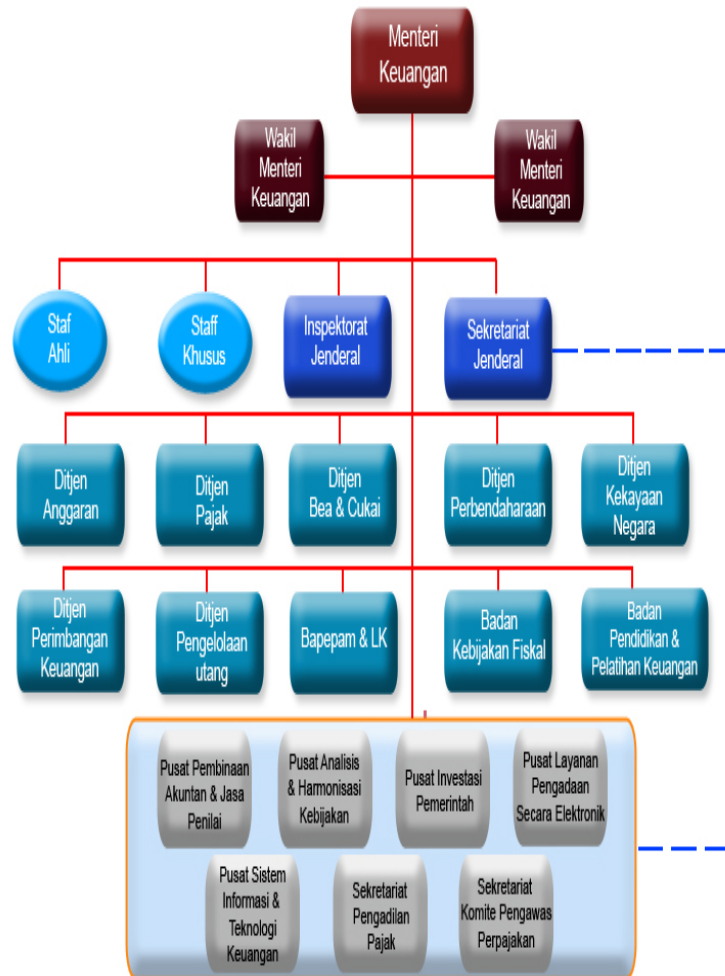 Menteri
Keuangan
Wakil
Menteri
Keuangan
Wakil
Menteri
Keuangan
Staf
Ahli
Staff
Khusus
Inspektorat
Jenderal
Sekretariat
Jenderal
Ditjen
Anggaran
Ditjen
Pajak
Ditjen
Bea & Cukai
Ditjen
Perbendaharaan
Ditjen
Kekayaan
Negara
Ditjen
Perimbangan
Keuangan
Ditjen
Pengelolaan
utang
Bapepam & LK
Badan
Kebijakan Fiskal
Badan
Pendidikan &
Pelatihan Keuangan
Pusat Pembinaan
Akuntan & Jasa
Penilai
Pusat Analisis
& Harmonisasi
Kebijakan
Pusat Investasi
Pemerintah
Pusat Layanan
Pengadaan
Secara Elektronik
Pusat Sistem
Informasi &
Teknologi
Keuangan
Sekretariat
Pengadilan
Pajak
Sekretariat
Komite Pengawas
Perpajakan